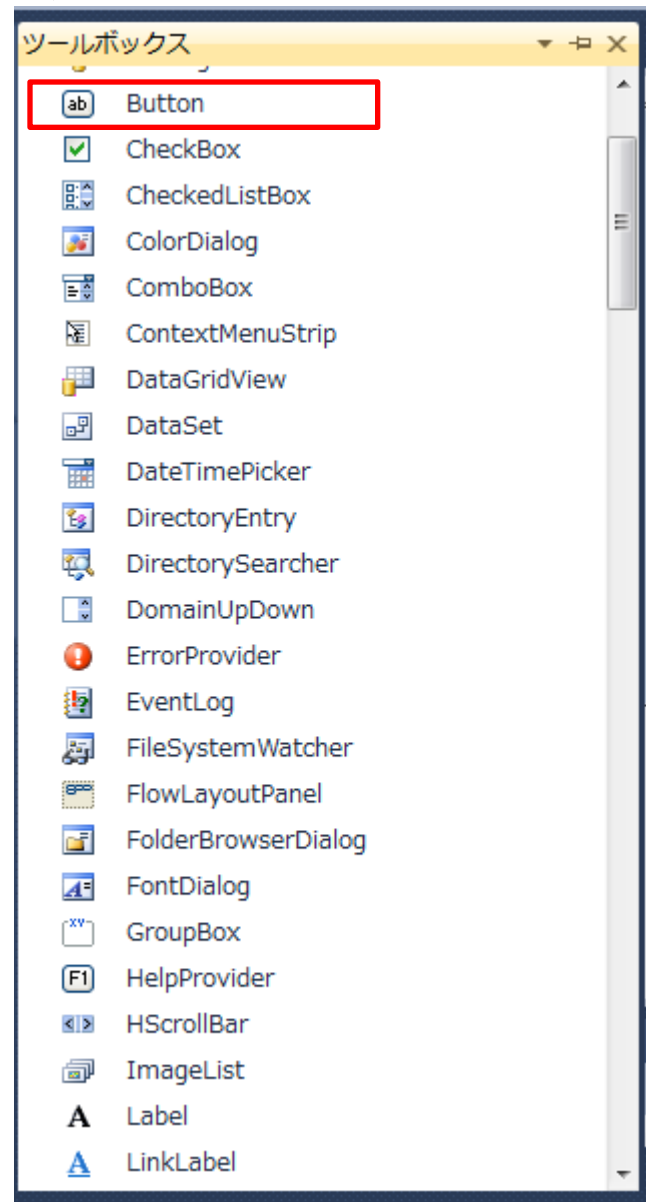 ツールボックス
Button
CheckBox
CheckedListBox
ColorDialog
ComboBox
ContextMenuStrip
DataGridView
DataSet
DateTimePicker
DirectoryEntry
DirectorySearcher
DomainUpDown
ErrorProvider
EventLog
FileSystemWatcher
FlowLayoutPanel
FolderBrowserDialog
FontDialog
GroupBox
HelpProvider
HScrollBar
ImageList
Label
LinkLabel